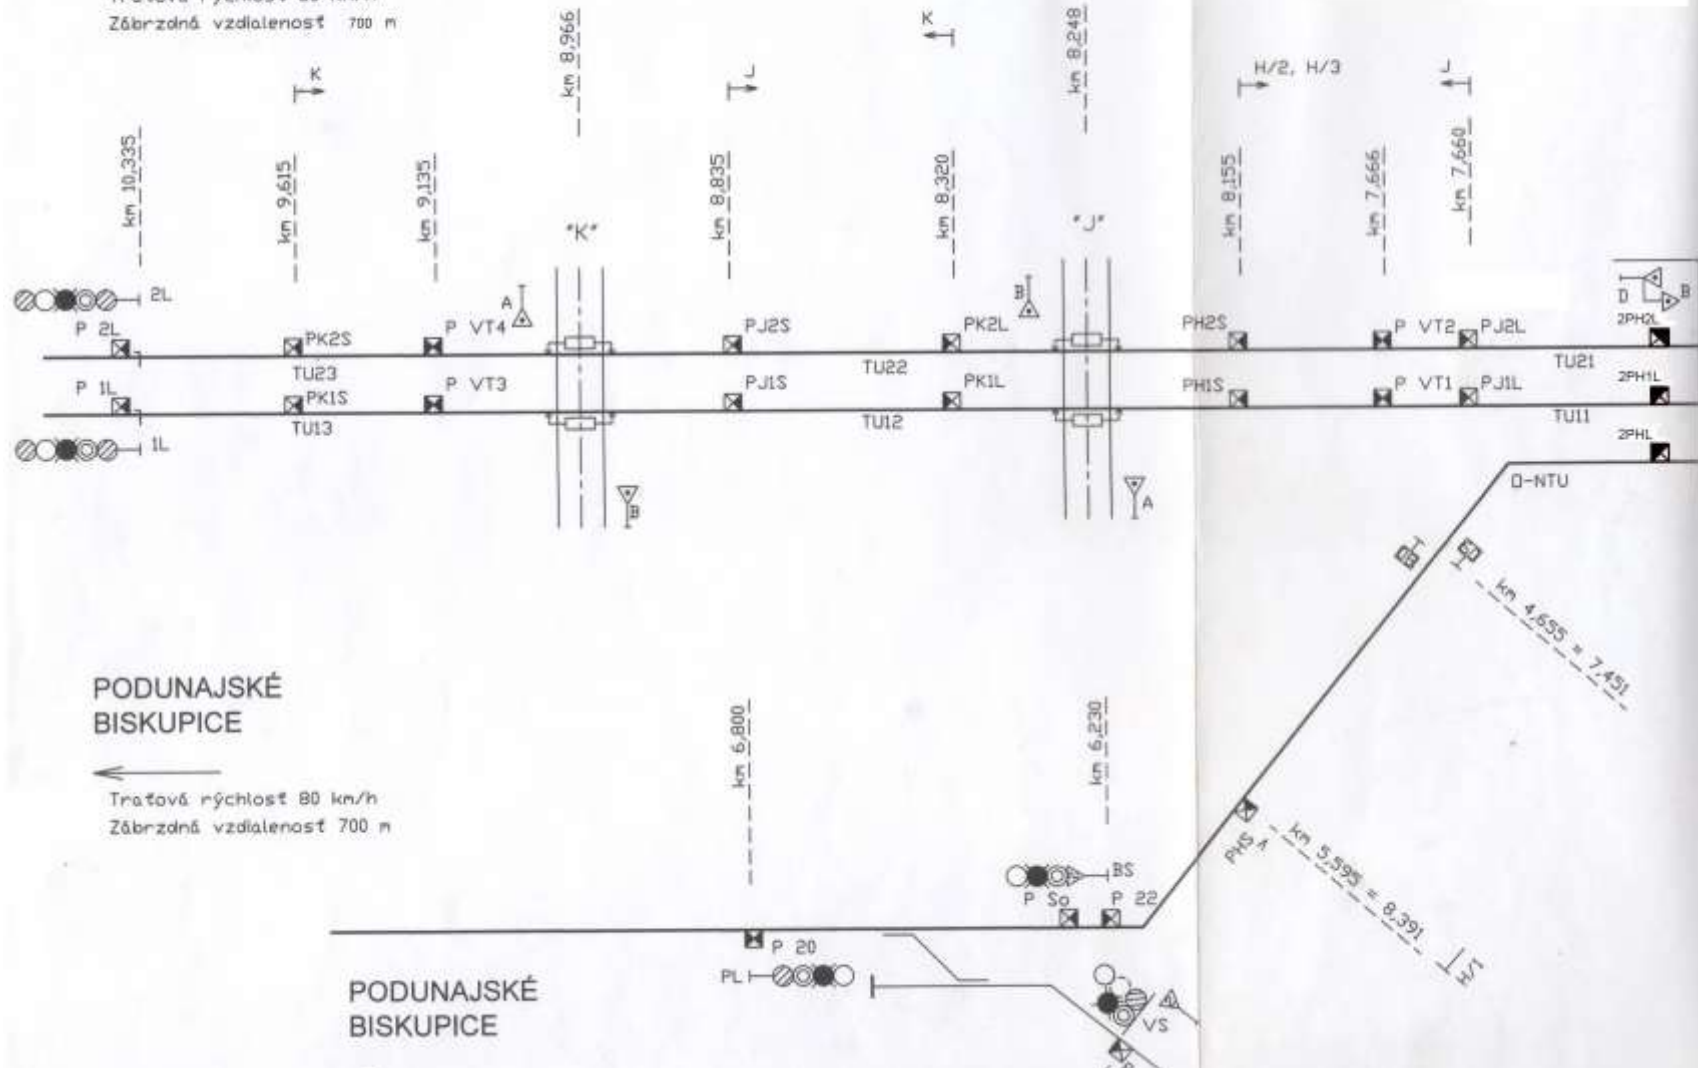 Zábrzdná vzdialenosť 700 m
K
km 8,966
K
km 8,248
J
H/2, H/3
J
km 10,335
km 9,615
km 9,135
km 8,835
km 8,320
km 8,155
km 7,666
km 7,660
"K"
"J"
2L
A
B
D
B
P 2L
PK2S
P VT4
PJ2S
PK2L
PH2S
P VT2
PJ2L
2PH2L
TU23
TU22
TU21
P 1L
PK1S
P VT3
PJ1S
PK1L
PH1S
P VT1
PJ1L
2PH1L
TU13
TU12
TU11
1L
2PHL
B
A
O-NTU
km 4,655 = 7,451
PODUNAJSKÉ
BISKUPICE
km 6,800
km 6,230
Traťová rýchlosť 80 km/h
Zábrzdná vzdialenosť 700 m
PHS
km 5,595 = 8,391
H/1
BS
P So
P 22
P 20
PL
PODUNAJSKÉ
BISKUPICE
VS